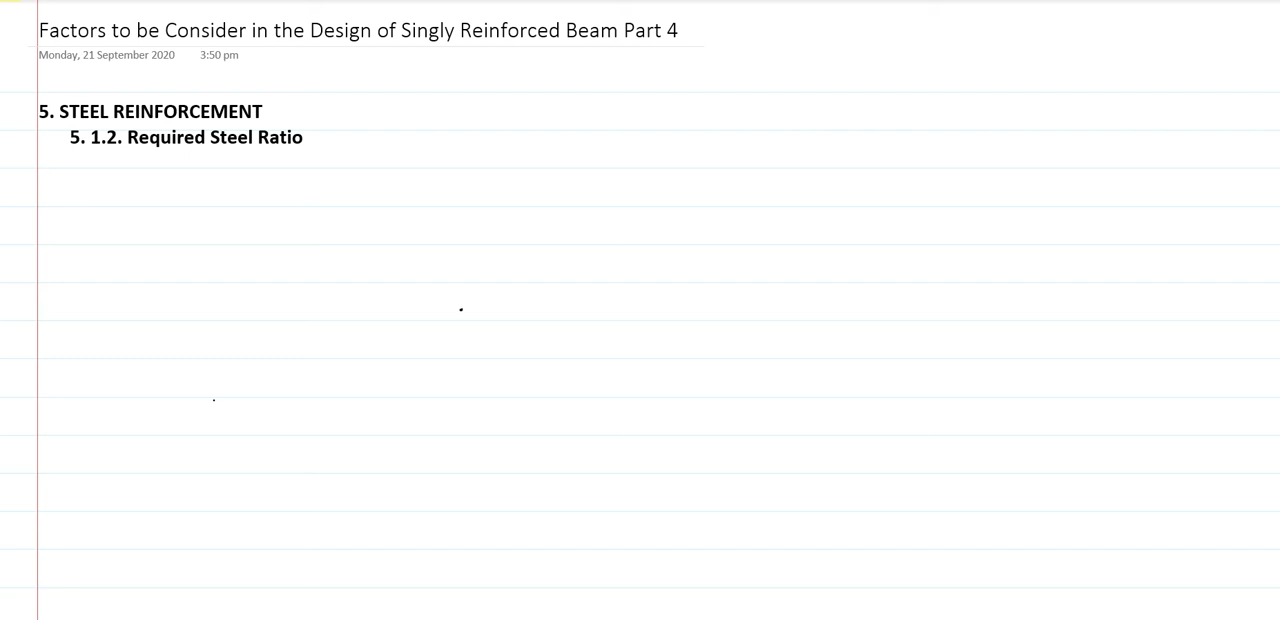 Factors to be Consider in the Design of Singly Reinforced Beam Part 4
Monday, 21 September 2020 3:50 pm
5. STEEL REINFORCEMENT
5. 1.2. Required Steel Ratio